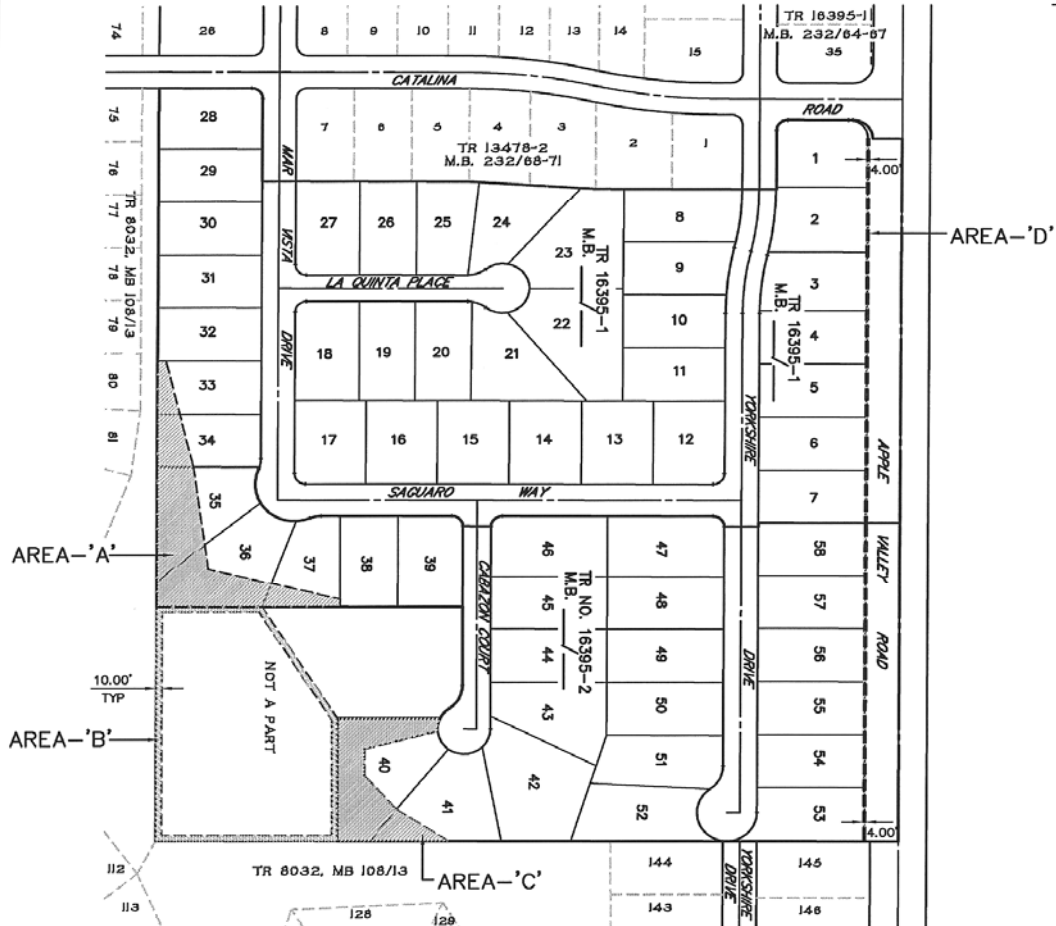 TR 16395-1
M.B. 232/64-67
74
26
8
9
10
11
12
13
14
15
35
CATALINA
ROAD
75
28
7
6
5
4
3
2
1
1
TR 13478-2
M.B. 232/68-71
4.00'
76
29
MAR
77
TR 8032, MB 108/13
30
27
26
25
24
8
2
AREA-'D'
VISTA
23
TR 16395-1
M.B.
9
78
31
LA QUINTA PLACE
3
TR 16395-1
M.B.
79
32
22
10
4
DRIVE
18
19
20
21
11
80
33
5
YORKSHIRE
81
34
17
16
15
14
13
12
6
APPLE
SAGUARO WAY
7
35
36
37
38
39
AREA-'A'
46
47
58
VALLEY
CABAZON COURT
TR NO. 16395-2
M.B.
45
48
57
44
49
DRIVE
56
ROAD
NOT A PART
10.00'
TYP
43
50
55
AREA-'B'
40
42
51
54
41
52
53
4.00'
112
TR 8032, MB 108/13
AREA-'C'
144
YORKSHIRE
DRIVE
145
113
128
129
143
146